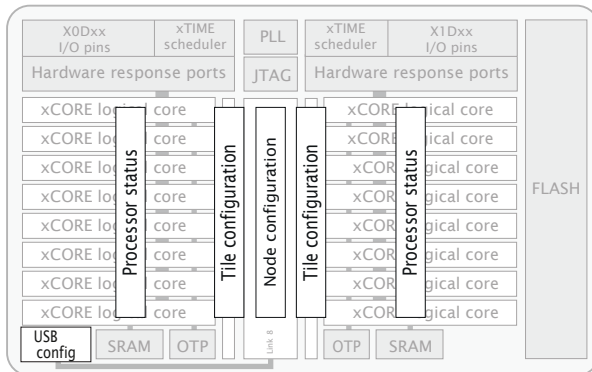 X0Dxx
I/O pins
xTIME
scheduler
PLL
xTIME
scheduler
X1Dxx
I/O pins
Hardware response ports
JTAG
Hardware response ports
FLASH
xCORE logical core
xCORE logical core
xCORE logical core
xCORE logical core
xCORE logical core
xCORE logical core
xCORE logical core
xCORE logical core
Processor status
Tile configuration
Node configuration
Tile configuration
Processor status
xCORE logical core
xCORE logical core
xCORE logical core
xCORE logical core
xCORE logical core
xCORE logical core
xCORE logical core
xCORE logical core
USB
config
SRAM
OTP
Link 8
OTP
SRAM